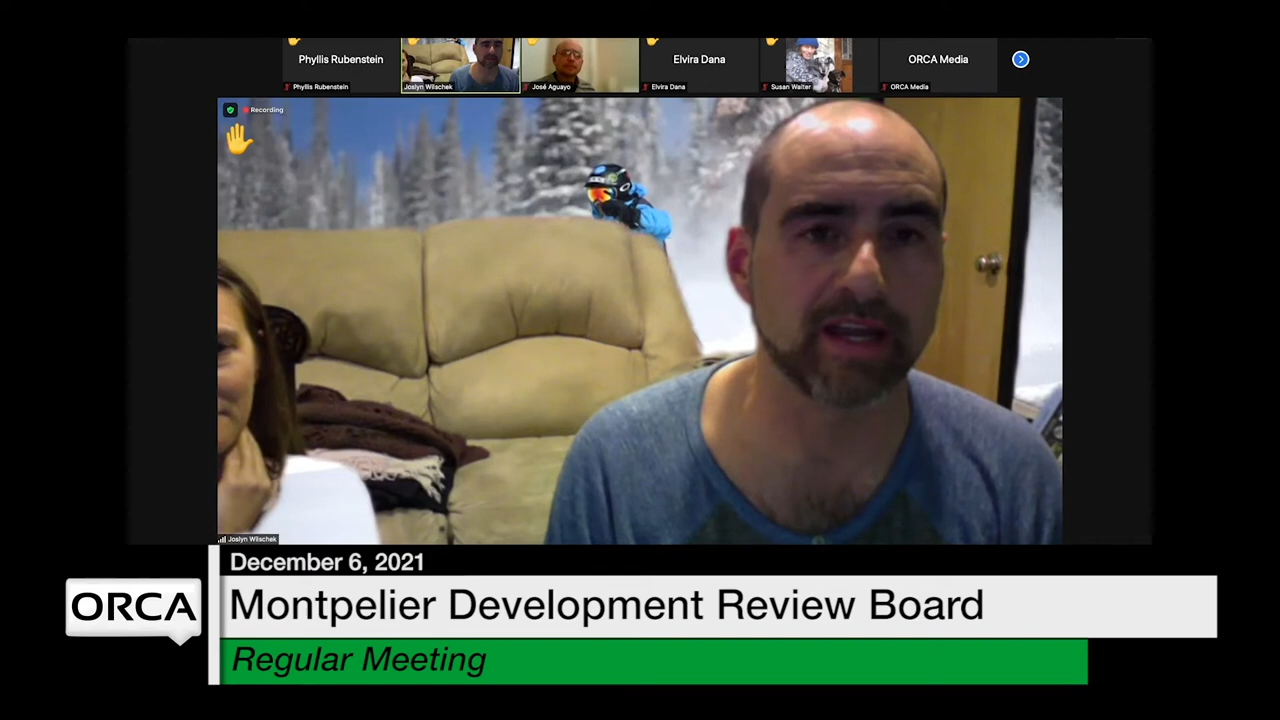 Phyllis Rubenstein
Elvira Dana
ORCA Media
Phyllis Rubenstein
Joslyn Wilschek
José Aguayo
Elvira Dana
Susan Walter
ORCA Media
Recording
Joslyn Wilschek
December 6, 2021
ORCA
Montpelier Development Review Board
Regular Meeting